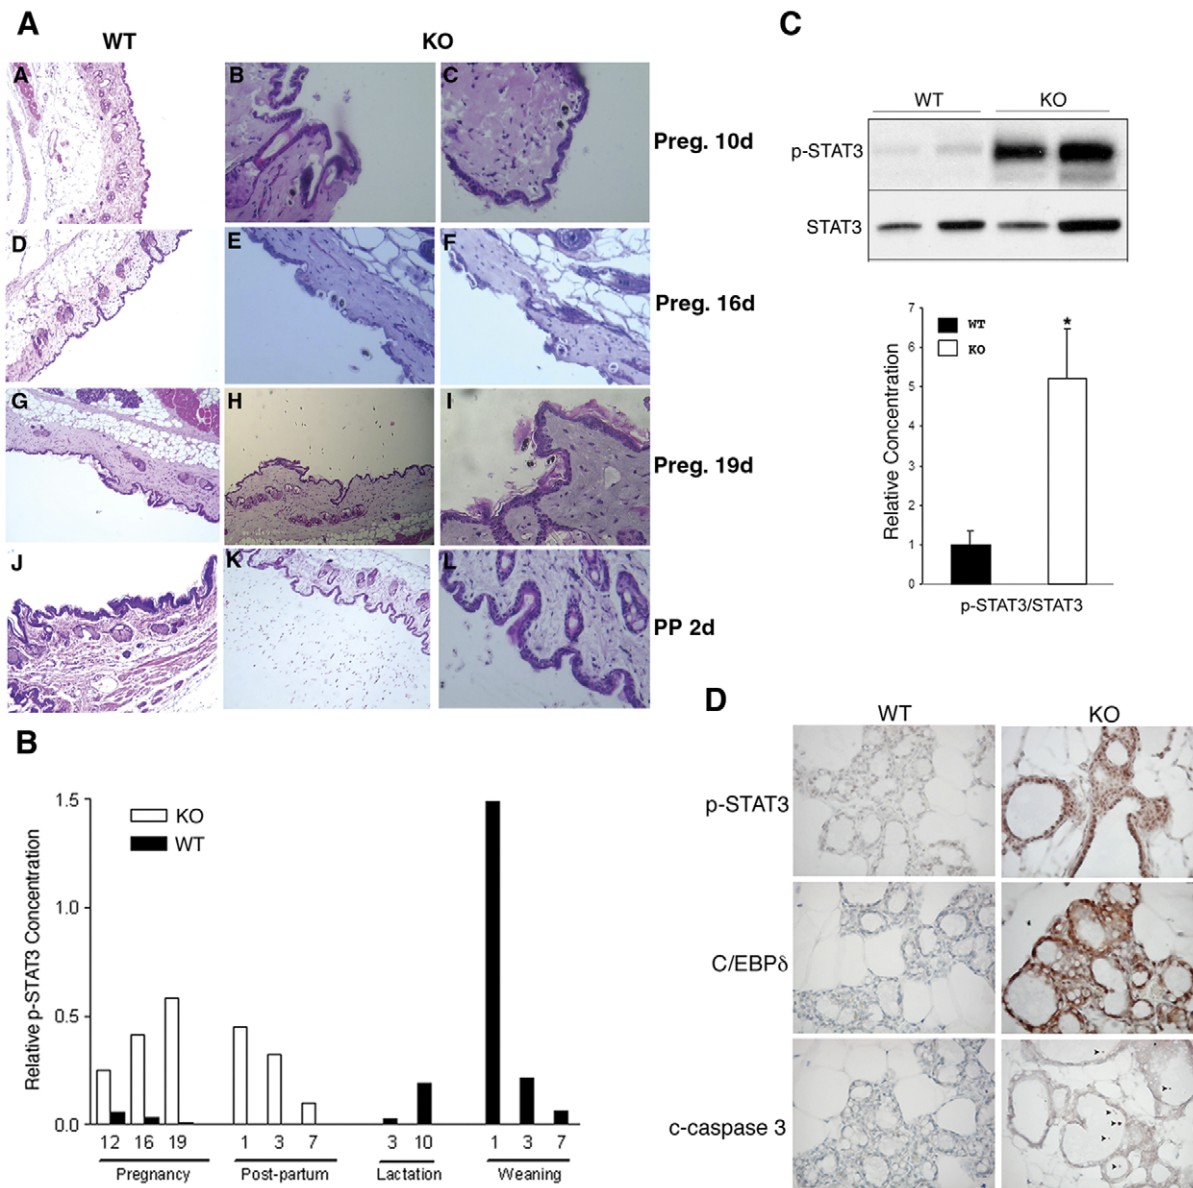 A
WT KO
A B C Preg. 10d
D E F Preg. 16d
G H I Preg. 19d
J K L PP 2d
B
1.5
1.0
0.5
0.0
Relative p-STAT3 Concentration
KO
WT
12 16 19 1 3 7 3 10 1 3 7
Pregnancy Post-partum Lactation Weaning
C
WT KO
p-STAT3
STAT3
7
6
5
4
3
2
1
0
Relative Concentration
WT
KO
*
p-STAT3/STAT3
D
WT KO
p-STAT3
C/EBPδ
c-caspase 3